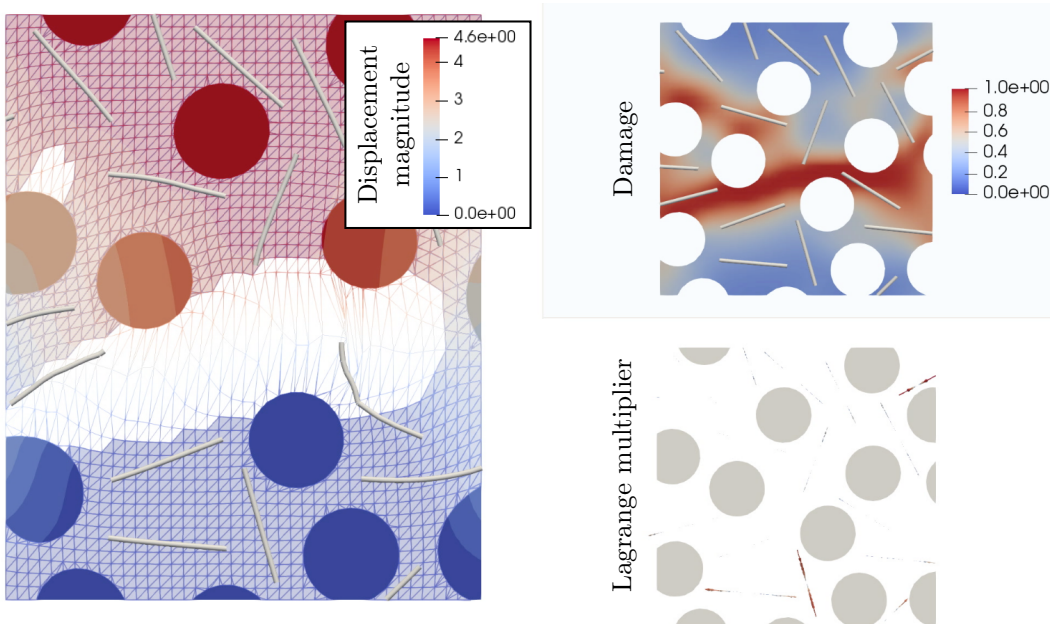 Displacement
magnitude
4.6e+00
4
3
2
1
0.0e+00
Damage
1.0e+00
0.8
0.6
0.4
0.2
0.0e+00
Lagrange multiplier